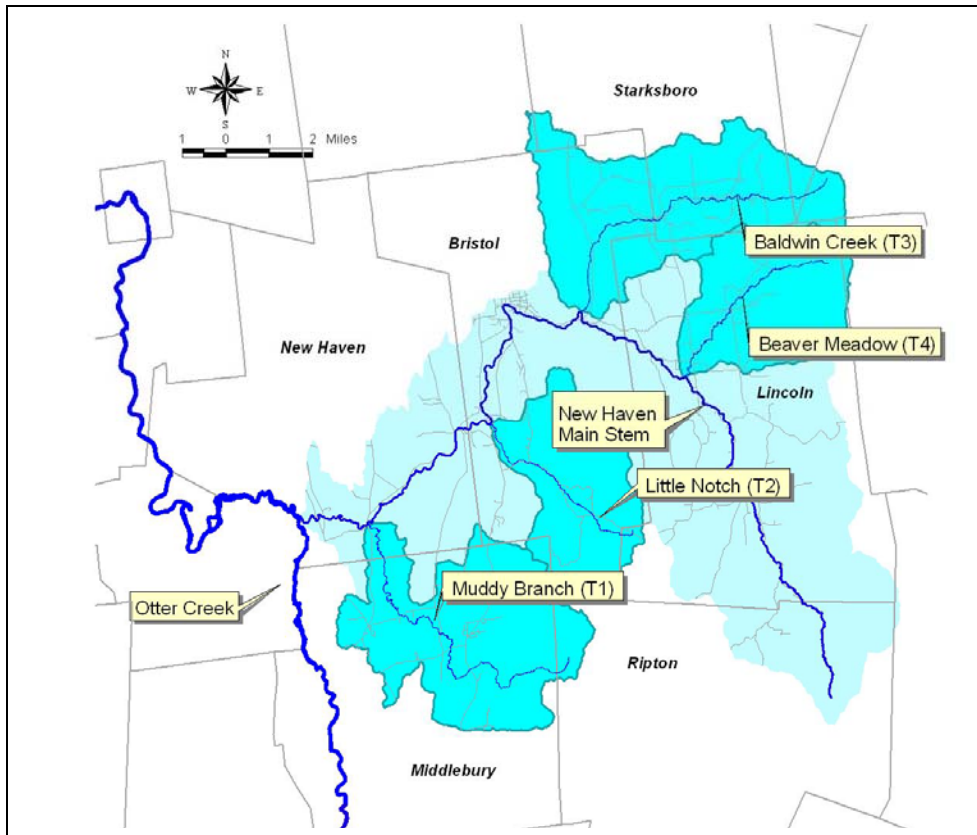 N
W E
S
1 0 1 2 Miles
Starksboro
Bristol
Baldwin Creek (T3)
New Haven
Beaver Meadow (T4)
Lincoln
New Haven
Main Stem
Little Notch (T2)
Muddy Branch (T1)
Otter Creek
Ripton
Middlebury